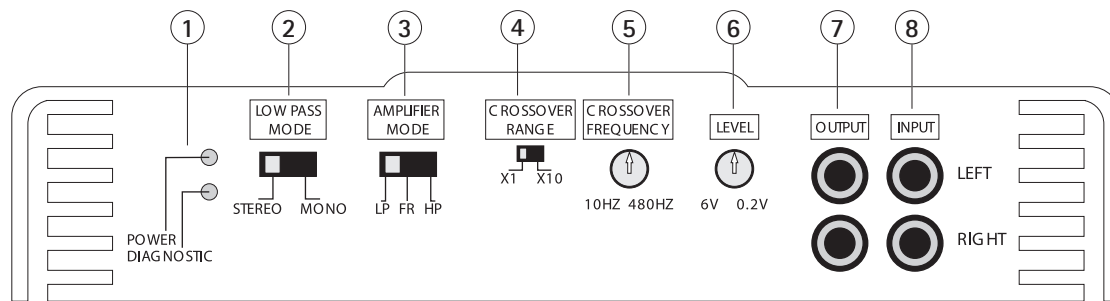 1 2 3 4 5 6 7 8
LOW PASS
MODE
AMPLIFIER
MODE
CROSSOVER
RANGE
CROSSOVER
FREQUENCY
LEVEL
OUTPUT
INPUT
X1 X10
LEFT
STEREO MONO
LP FR HP
10HZ 480HZ
6V 0.2V
POWER
DIAGNOSTIC
RIGHT